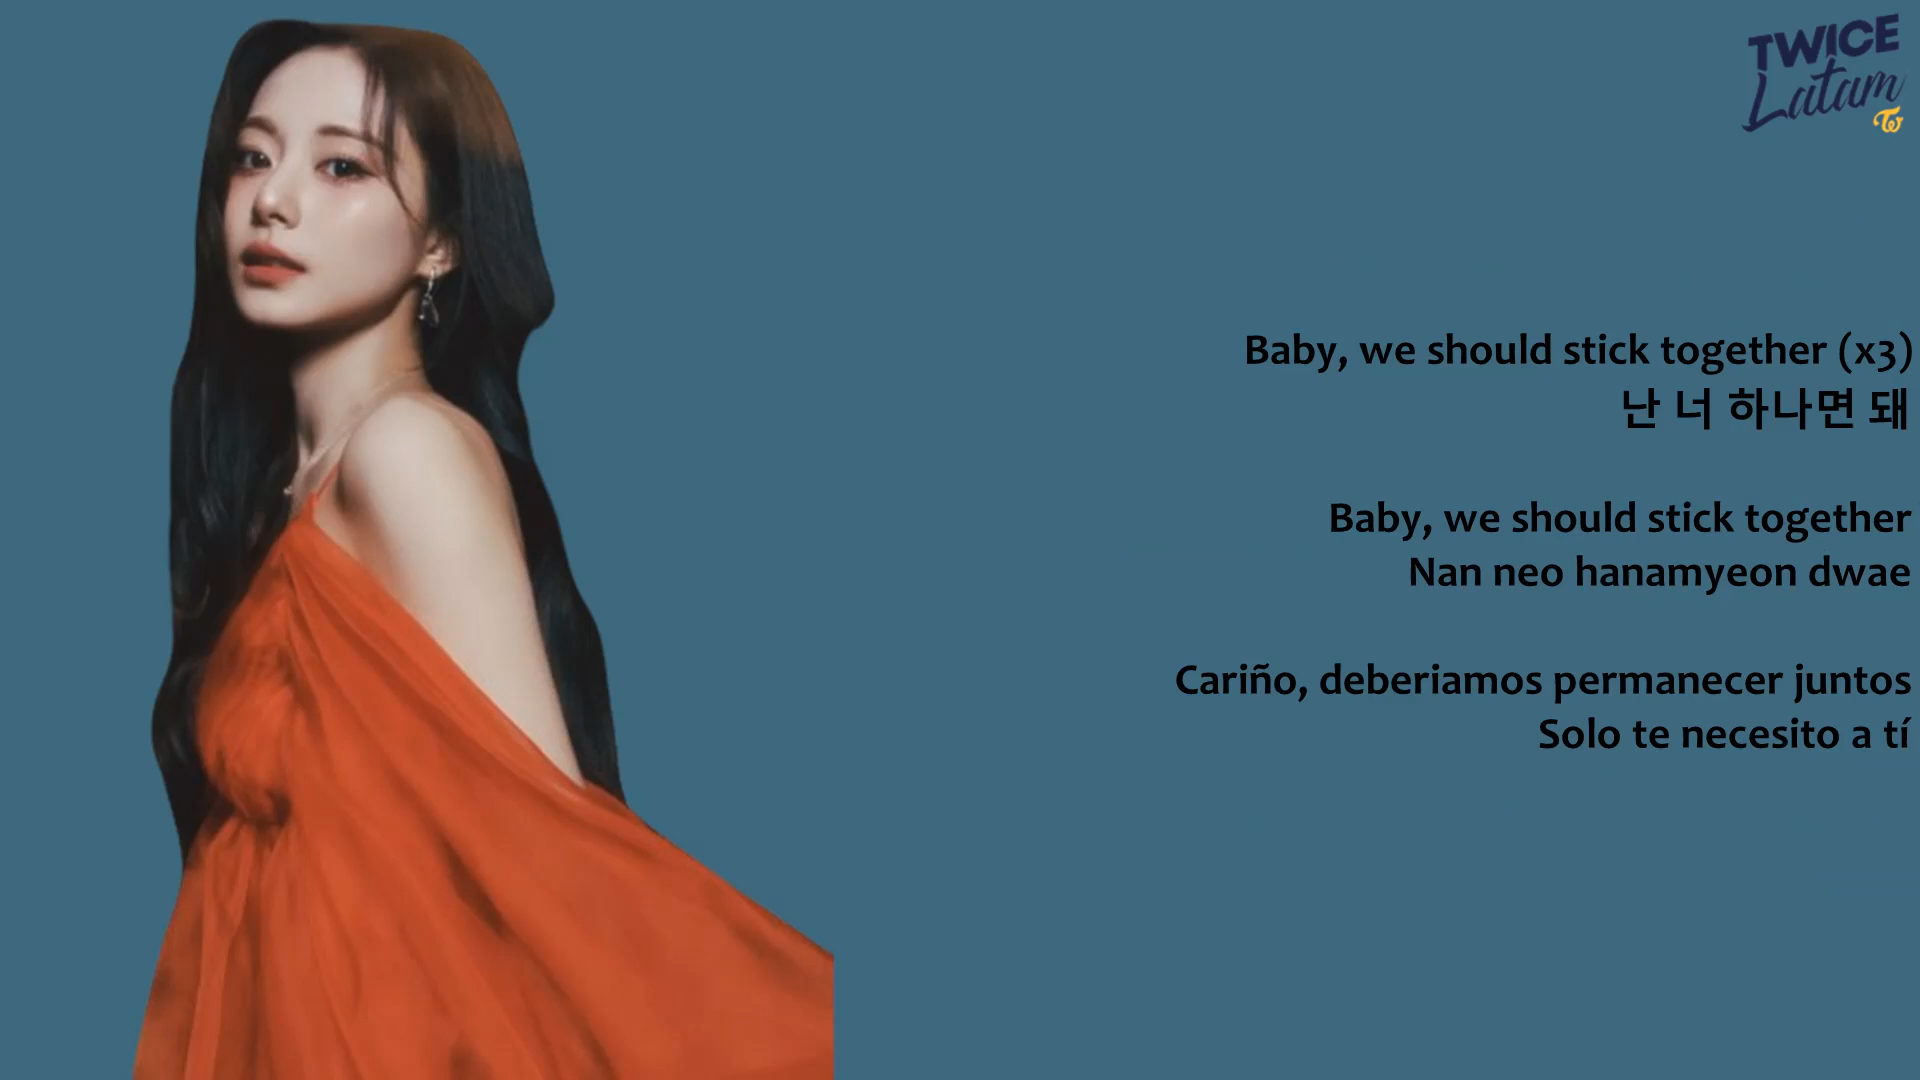 TWICE
Latam
Baby, we should stick together (x3)
난 너 하나면 돼
Baby, we should stick together
Nan neo hanamyeon dwae
Cariño, deberiamos permanecer juntos
Solo te necesito a tí